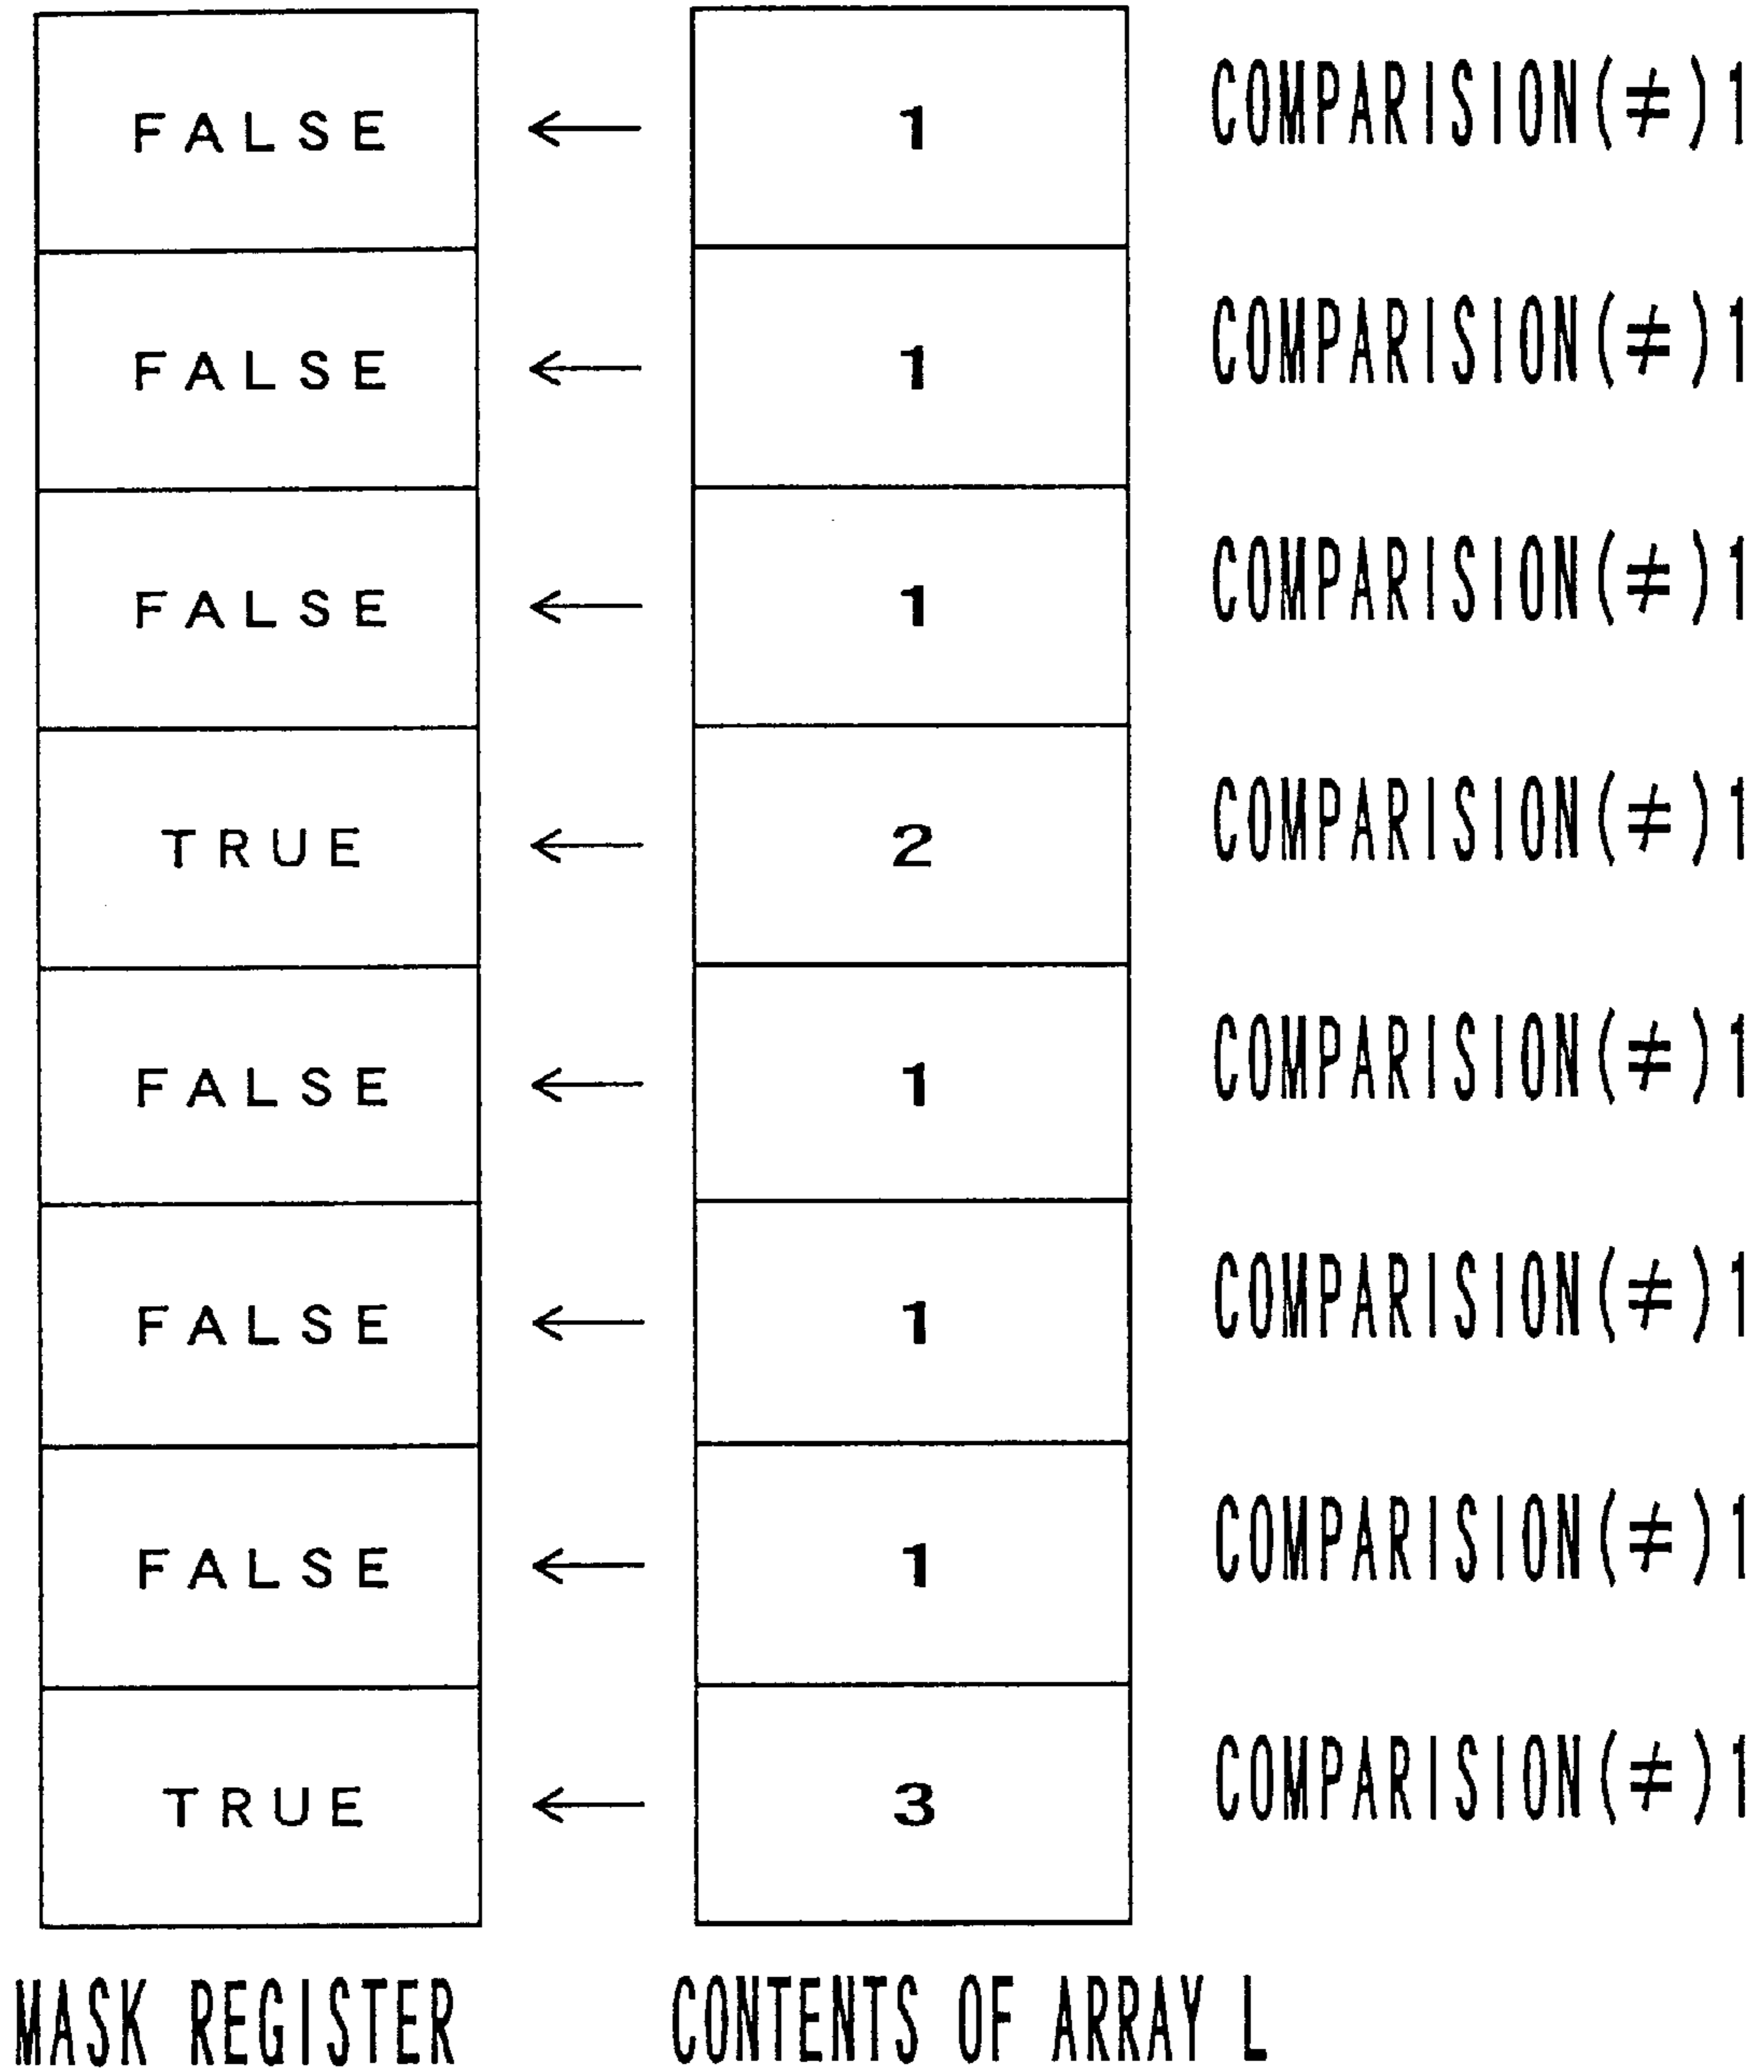 FALSE ← 1 COMPARISION(≠)1
FALSE ← 1 COMPARISION(≠)1
FALSE ← 1 COMPARISION(≠)1
TRUE ← 2 COMPARISION(≠)1
FALSE ← 1 COMPARISION(≠)1
FALSE ← 1 COMPARISION(≠)1
FALSE ← 1 COMPARISION(≠)1
TRUE ← 3 COMPARISION(≠)1
MASK REGISTER CONTENTS OF ARRAY L